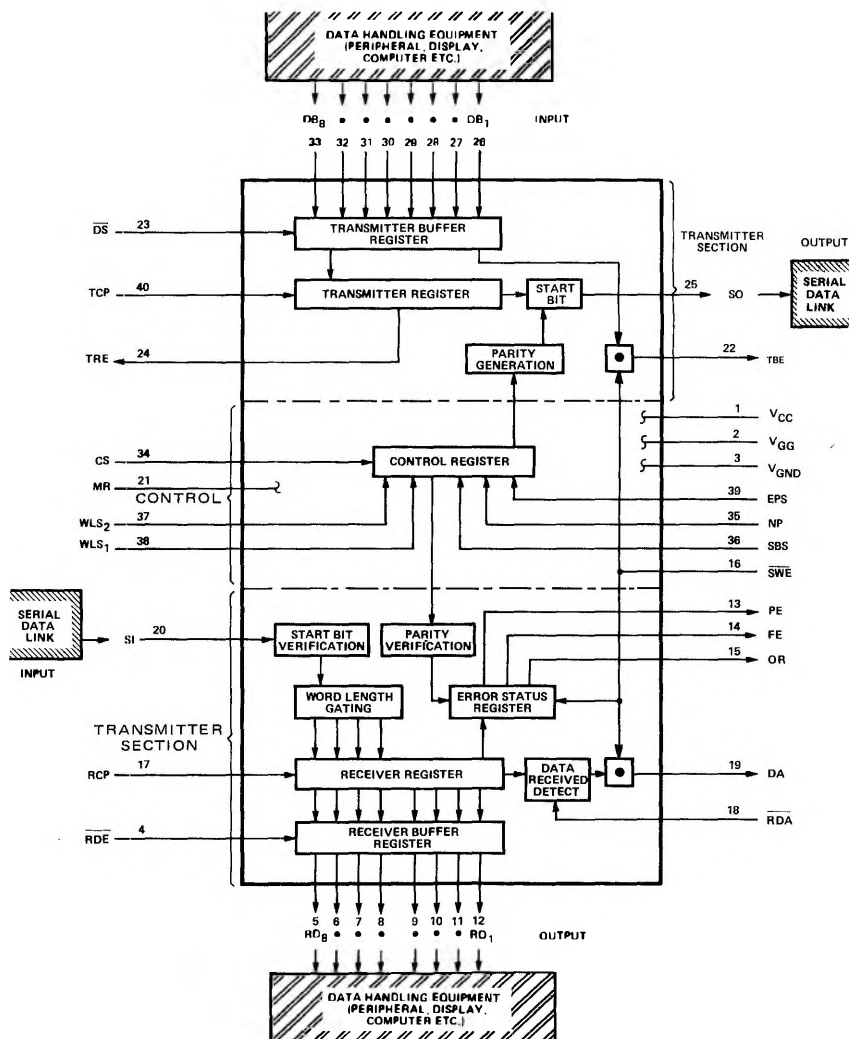 DATA HANDLING EQUIPMENT
(PERIPHERAL, DISPLAY,
COMPUTER ETC.)
DB8 • • • • • • DB1 INPUT
33 32 31 30 29 28 27 26
DS 23
TRANSMITTER BUFFER
REGISTER
TRANSMITTER
SECTION
OUTPUT
TCP 40
TRANSMITTER REGISTER
START
BIT
25 SO
SERIAL
DATA
LINK
TRE 24
PARITY
GENERATION
•
22 TBE
1 VCC
2 VGG
3 VGND
CS 34
CONTROL REGISTER
MR 21
CONTROL
39 EPS
WLS2 37
35 NP
WLS1 38
36 SBS
16 SWE
SERIAL
DATA
LINK
INPUT
SI 20
START BIT
VERIFICATION
PARITY
VERIFICATION
13 PE
14 FE
15 OR
WORD LENGTH
GATING
ERROR STATUS
REGISTER
TRANSMITTER
SECTION
RCP 17
RECEIVER REGISTER
DATA
RECEIVED
DETECT
•
19 DA
18 RDA
RDE 4
RECEIVER BUFFER
REGISTER
5 6 7 8 9 10 11 12
RD8 • • • • • • RD1 OUTPUT
DATA HANDLING EQUIPMENT
(PERIPHERAL, DISPLAY,
COMPUTER ETC.)